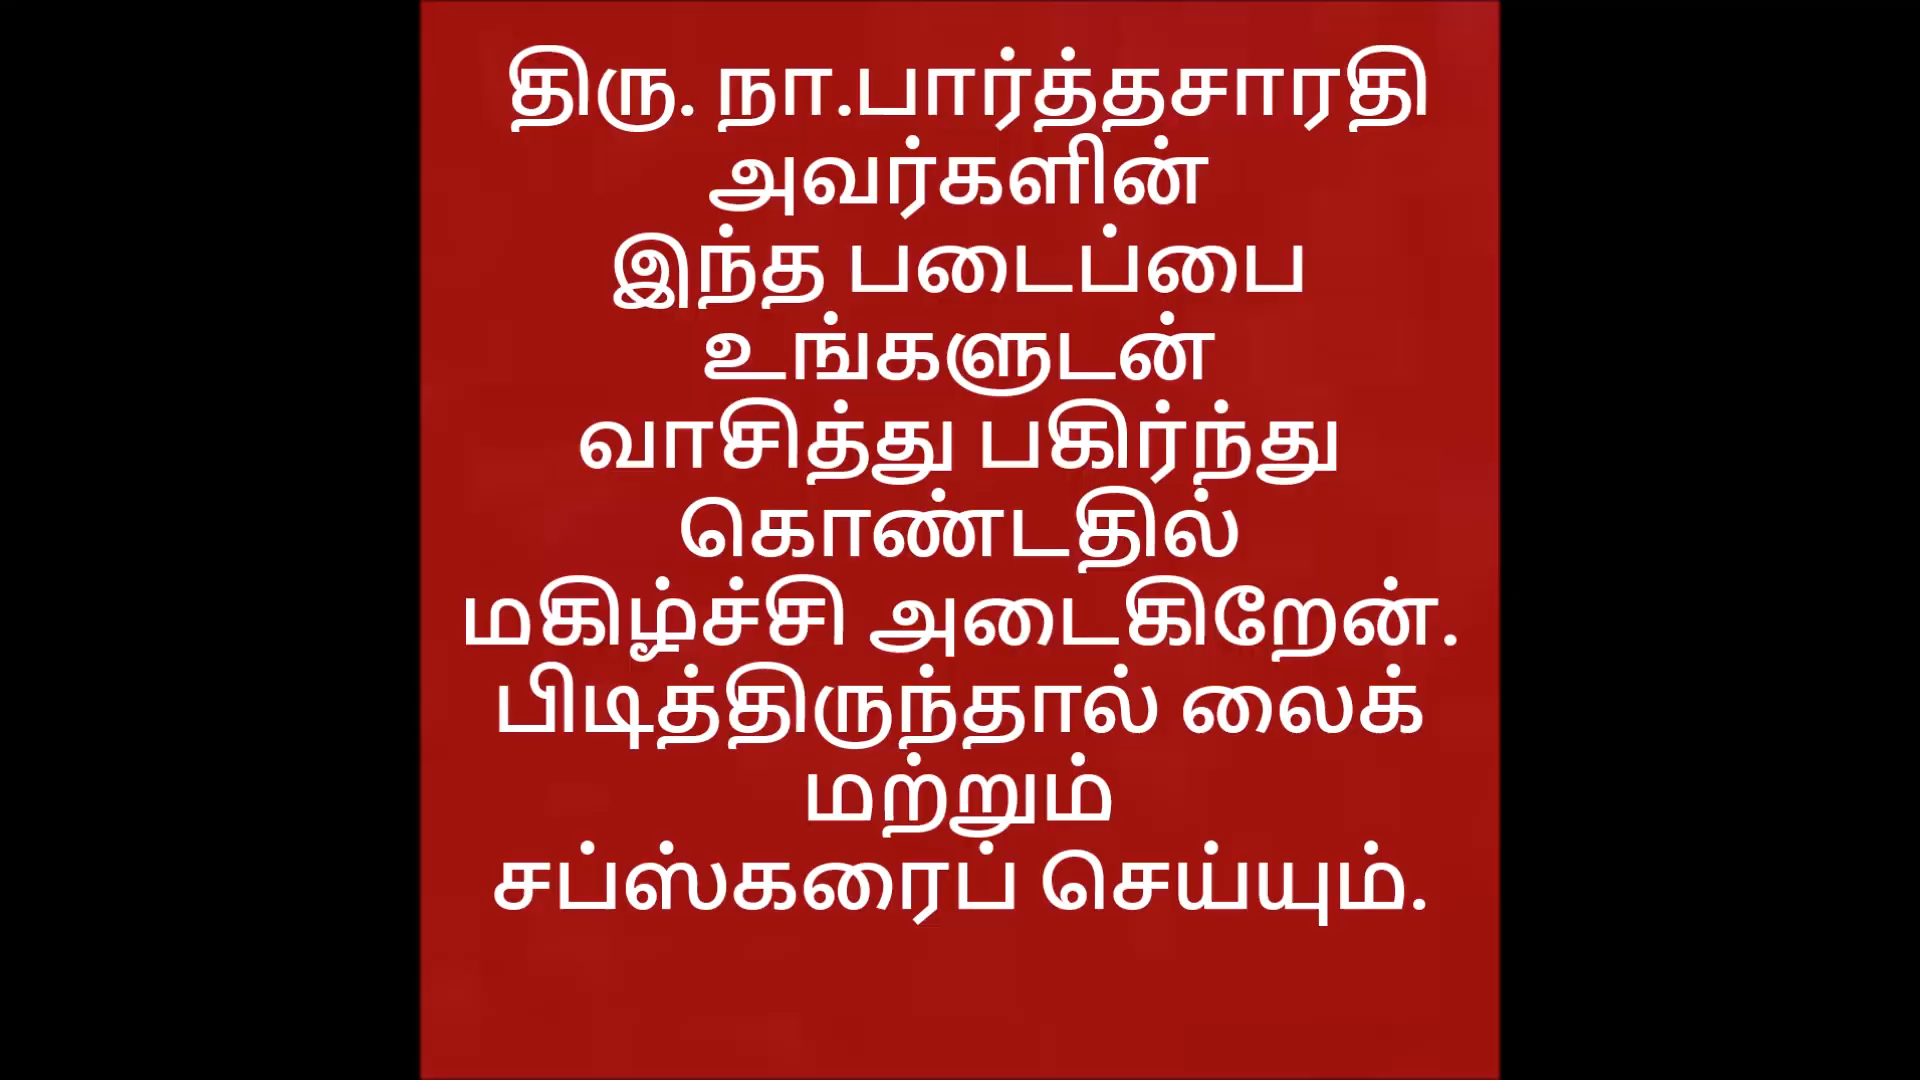 திரு. நா.பார்த்தசாரதி
அவர்களின்
இந்த படைப்பை
உங்களுடன்
வாசித்து பகிர்ந்து
கொண்டதில்
மகிழ்ச்சி அடைகிறேன்.
பிடித்திருந்தால் லைக்
மற்றும்
சப்ஸ்கரைப் செய்யும்.